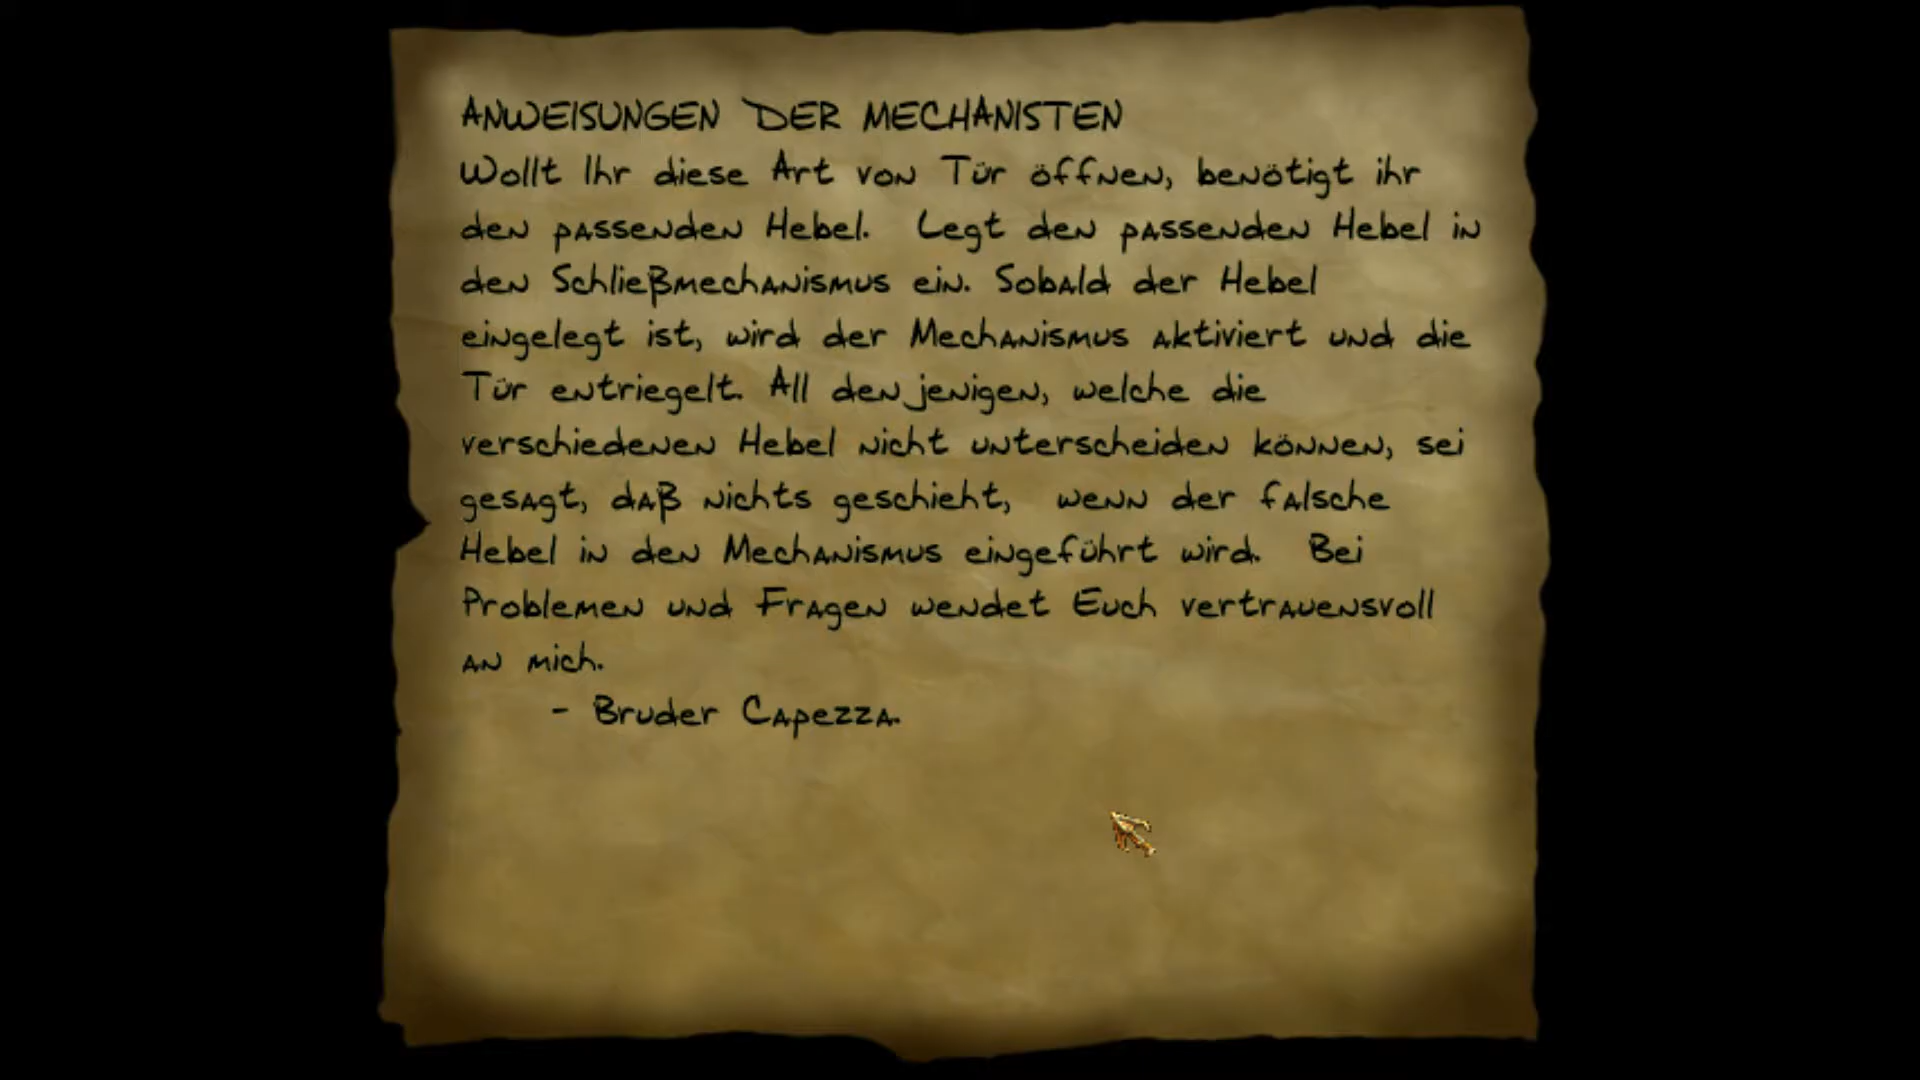 ANWEISUNGEN DER MECHANISTEN
Wollt Ihr diese Art von Tür öffnen, benötigt ihr
den passenden Hebel. Legt den passenden Hebel in
den Schließmechanismus ein. Sobald der Hebel
eingelegt ist, wird der Mechanismus aktiviert und die
Tür entriegelt. All denjenigen, welche die
verschiedenen Hebel nicht unterscheiden können, sei
gesagt, daß nichts geschieht, wenn der falsche
Hebel in den Mechanismus eingeführt wird. Bei
Problemen und Fragen wendet Euch vertrauensvoll
an mich.
- Bruder Capezza.